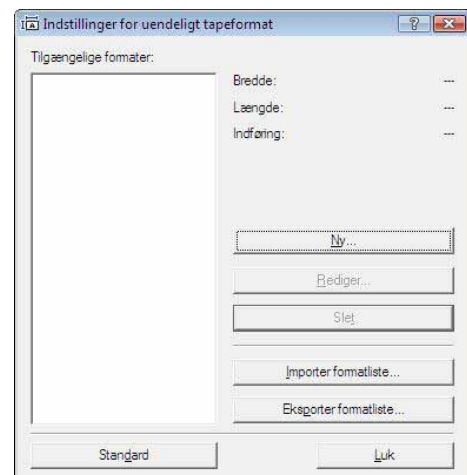 Indstillinger for uendeligt tapeformat
Tilgængelige formater:
Bredde: ---
Længde: ---
Indføring: ---
Ny...
Rediger...
Slet
Importer formatliste...
Eksporter formatliste...
Standard
Luk